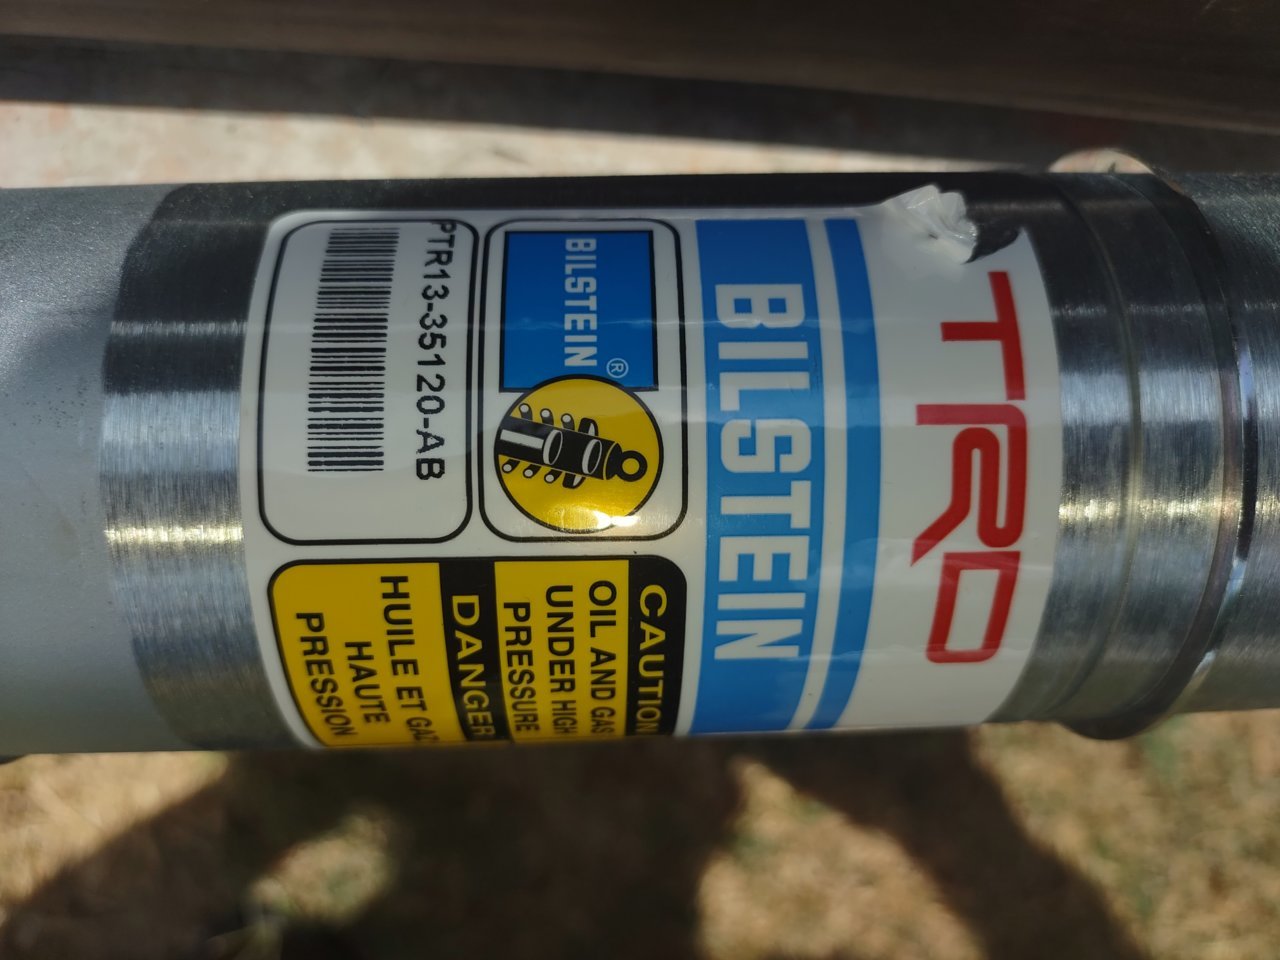 TRD
BILSTEIN
BILSTEIN®
PTR13-35120-AB
CAUTION
OIL AND GAS
UNDER HIGH
PRESSURE
DANGER
HUILE ET GAZ
HAUTE
PRESSION